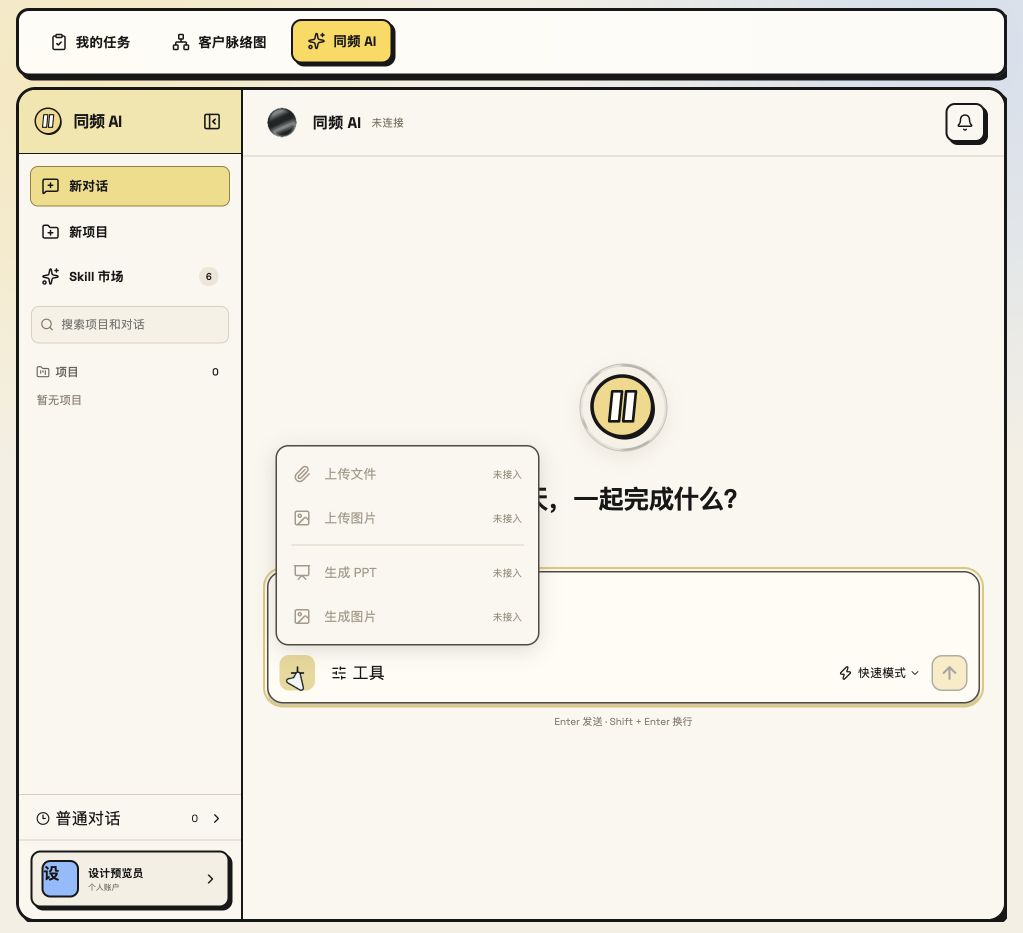 我的任务
客户脉络图
同频 AI
同频 AI
新对话
新项目
Skill 市场
6
搜索项目和对话
项目
0
暂无项目
普通对话
0
设
设计预览员
个人账户
同频 AI
未连接
天，一起完成什么?
上传文件
未接入
上传图片
未接入
生成 PPT
未接入
生成图片
未接入
工具
快速模式
Enter 发送 · Shift + Enter 换行